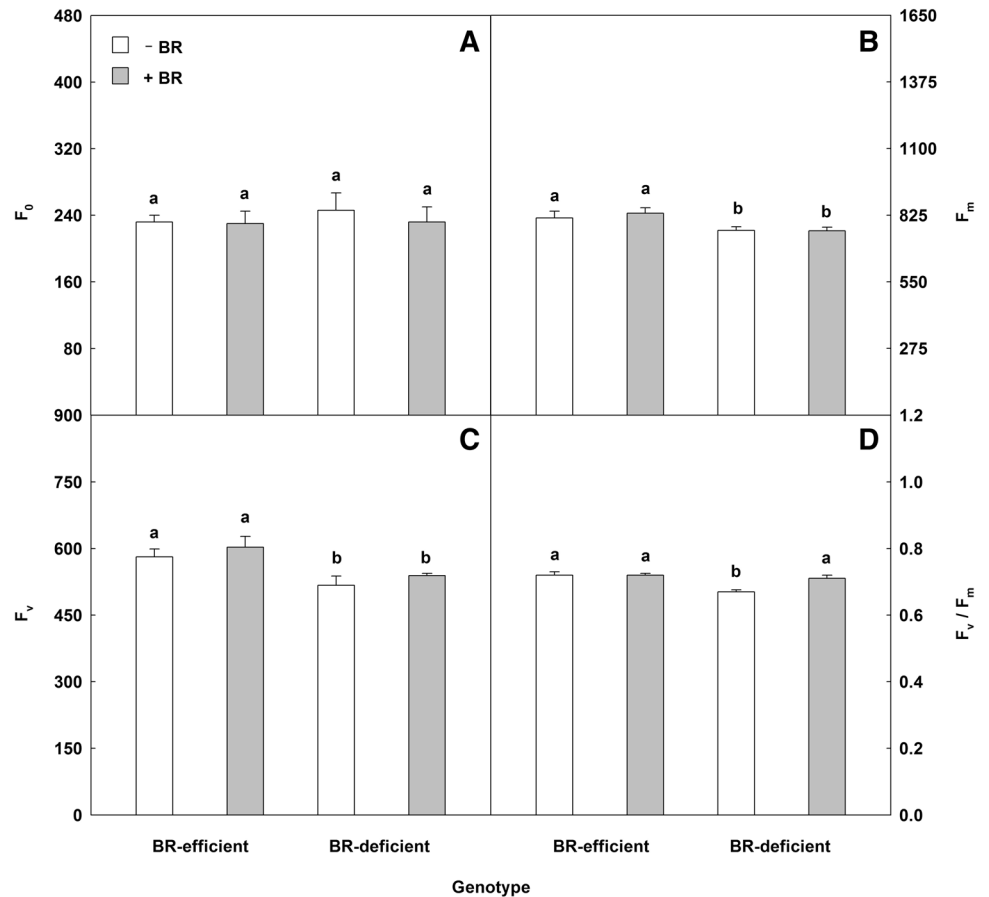 480
400
320
240
160
80
900
750
600
450
300
150
0
F0
Fv
A
− BR
+ BR
a
a
a
a
B
a
a
b
b
C
a
a
b
b
D
a
a
b
a
1650
1375
1100
825
550
275
1.2
1.0
0.8
0.6
0.4
0.2
0.0
Fm
Fv / Fm
BR-efficient BR-deficient BR-efficient BR-deficient
Genotype